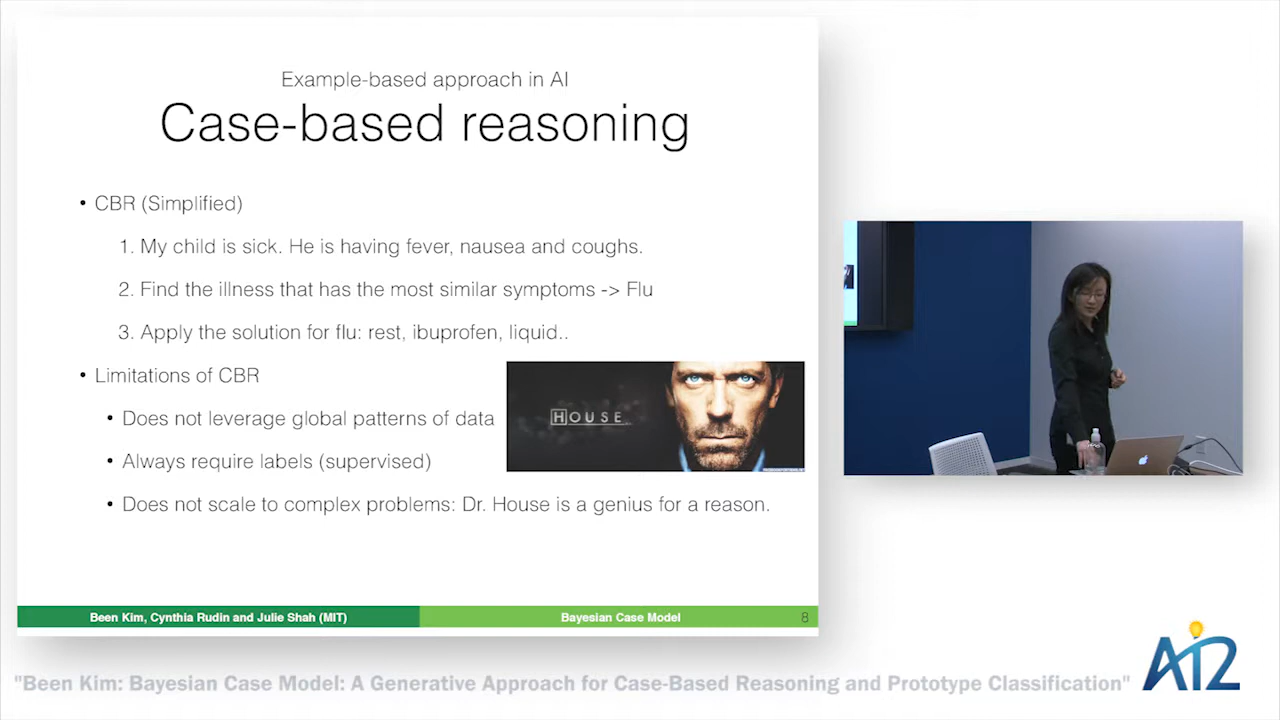 Example-based approach in AI
Case-based reasoning
• CBR (Simplified)
1. My child is sick. He is having fever, nausea and coughs.
2. Find the illness that has the most similar symptoms -> Flu
3. Apply the solution for flu: rest, ibuprofen, liquid..
• Limitations of CBR
• Does not leverage global patterns of data
HOUSE
• Always require labels (supervised)
• Does not scale to complex problems: Dr. House is a genius for a reason.
Been Kim, Cynthia Rudin and Julie Shah (MIT)
Bayesian Case Model
8
"Been Kim: Bayesian Case Model: A Generative Approach for Case-Based Reasoning and Prototype Classification"
AI2